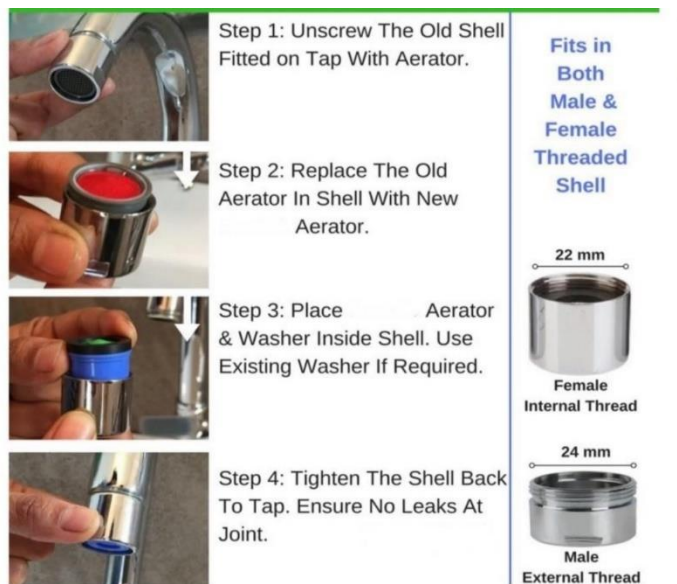 Step 1: Unscrew The Old Shell
Fitted on Tap With Aerator.
Step 2: Replace The Old
Aerator In Shell With New
Aerator.
Step 3: Place Aerator
& Washer Inside Shell. Use
Existing Washer If Required.
Step 4: Tighten The Shell Back
To Tap. Ensure No Leaks At
Joint.
Fits in
Both
Male &
Female
Threaded
Shell
22 mm
Female
Internal Thread
24 mm
Male
External Thread